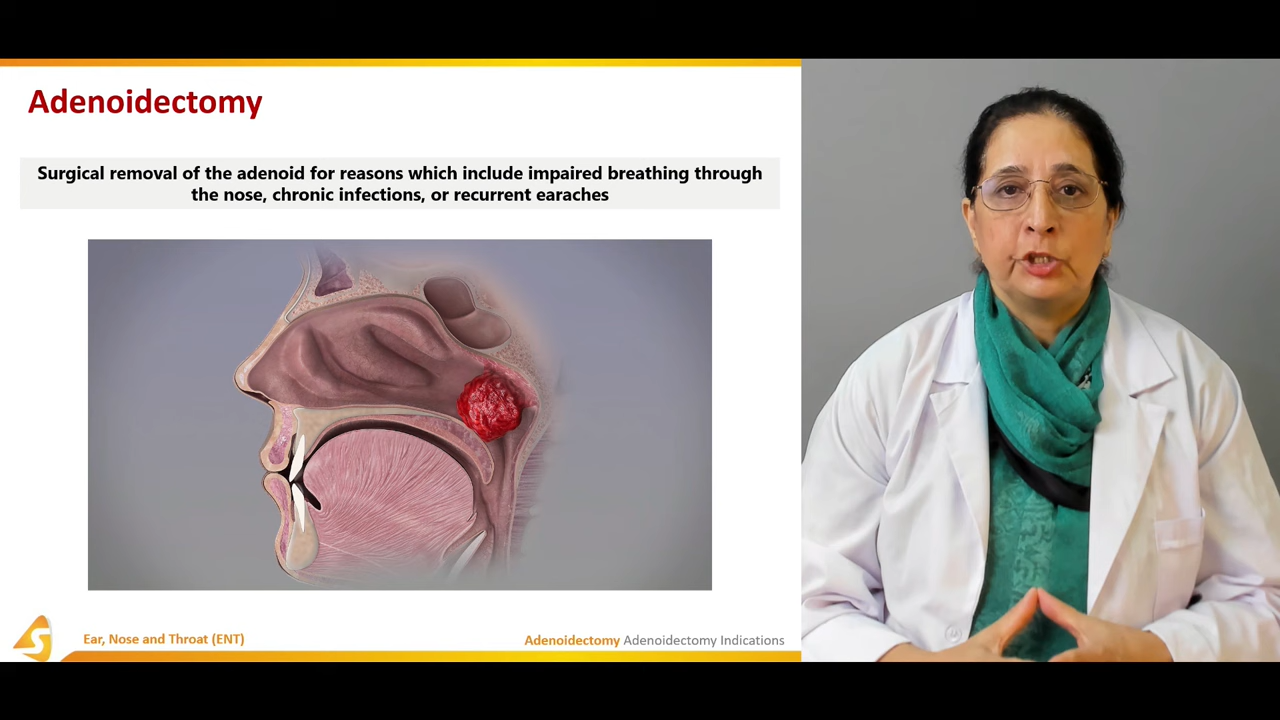 Adenoidectomy
Surgical removal of the adenoid for reasons which include impaired breathing through
the nose, chronic infections, or recurrent earaches
Ear, Nose and Throat (ENT)
Adenoidectomy Adenoidectomy Indications